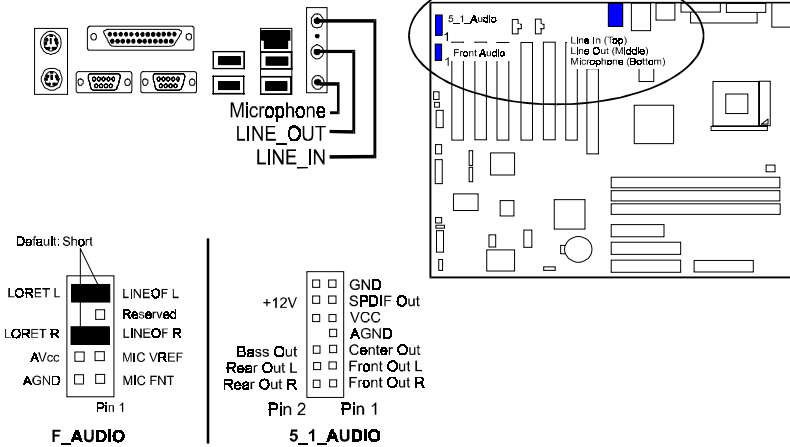 Microphone
LINE_OUT
LINE_IN
5_1_Audio
1
Front Audio
1
Line In (Top)
Line Out (Middle)
Microphone (Bottom)
Default: Short
LORET L LINEOF L
Reserved
LORET R LINEOF R
AVcc MIC VREF
AGND MIC FNT
Pin 1
F_AUDIO
GND
+12V SPDIF Out
VCC
AGND
Bass Out Center Out
Rear Out L Front Out L
Rear Out R Front Out R
Pin 2 Pin 1
5_1_AUDIO